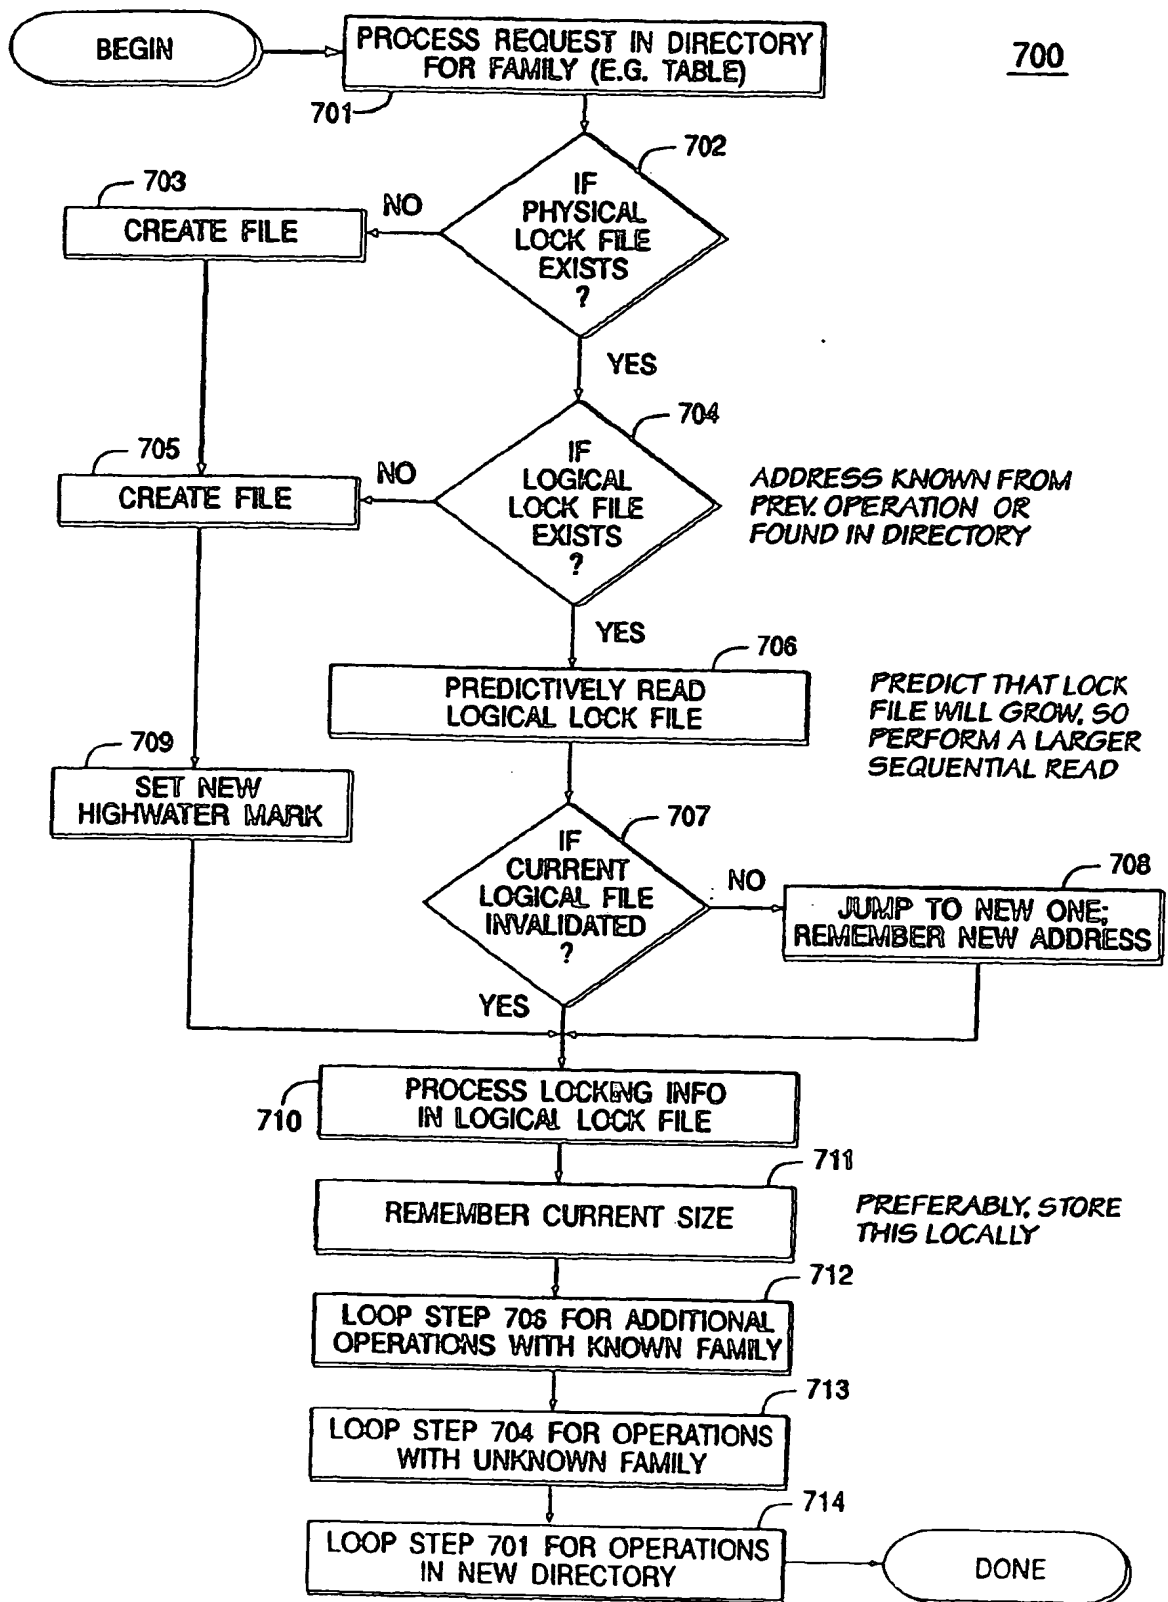 BEGIN
PROCESS REQUEST IN DIRECTORY
FOR FAMILY (E.G. TABLE)
700
701
702
IF
PHYSICAL
LOCK FILE
EXISTS
?
NO
703
CREATE FILE
YES
704
IF
LOGICAL
LOCK FILE
EXISTS
?
ADDRESS KNOWN FROM
PREV. OPERATION OR
FOUND IN DIRECTORY
NO
705
CREATE FILE
YES
706
PREDICTIVELY READ
LOGICAL LOCK FILE
PREDICT THAT LOCK
FILE WILL GROW, SO
PERFORM A LARGER
SEQUENTIAL READ
709
SET NEW
HIGHWATER MARK
707
IF
CURRENT
LOGICAL FILE
INVALIDATED
?
NO
708
JUMP TO NEW ONE;
REMEMBER NEW ADDRESS
YES
PROCESS LOCKING INFO
IN LOGICAL LOCK FILE
710
711
REMEMBER CURRENT SIZE
PREFERABLY, STORE
THIS LOCALLY
712
LOOP STEP 706 FOR ADDITIONAL
OPERATIONS WITH KNOWN FAMILY
713
LOOP STEP 704 FOR OPERATIONS
WITH UNKNOWN FAMILY
714
LOOP STEP 701 FOR OPERATIONS
IN NEW DIRECTORY
DONE